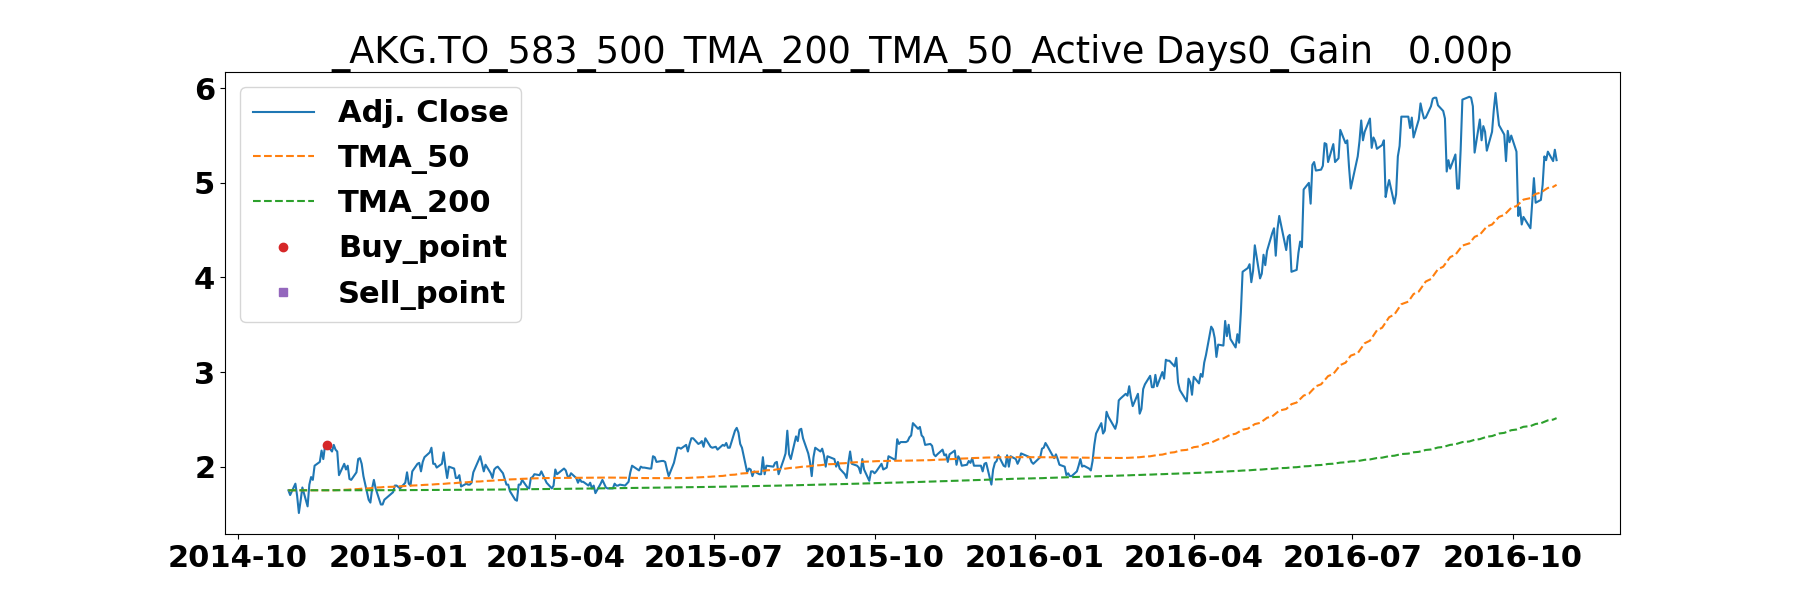 _AKG.TO_583_500_TMA_200_TMA_50_Active Days0_Gain   0.00p
6
5
4
3
2
Adj. Close
TMA_50
TMA_200
Buy_point
Sell_point
2014-10 2015-01 2015-04 2015-07 2015-10 2016-01 2016-04 2016-07 2016-10